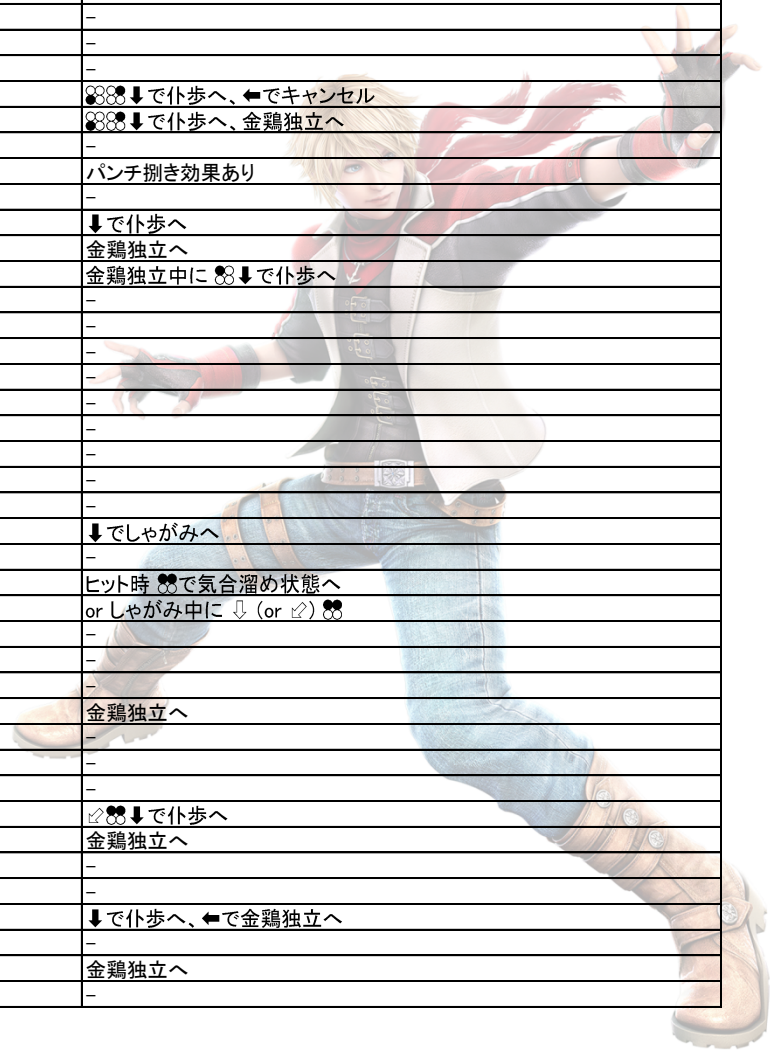 –
–
–
⬇で仆歩へ、⬅でキャンセル
⬇で仆歩へ、金鶏独立へ
–
パンチ捌き効果あり
–
⬇で仆歩へ
金鶏独立へ
金鶏独立中に ⬇で仆歩へ
–
–
–
–
–
–
–
–
–
⬇でしゃがみへ
–
ヒット時 で気合溜め状態へ
or しゃがみ中に ⇩ (or ⬃)
–
–
–
金鶏独立へ
–
–
–
⬃⬇で仆歩へ
金鶏独立へ
–
–
⬇で仆歩へ、⬅で金鶏独立へ
–
金鶏独立へ
–